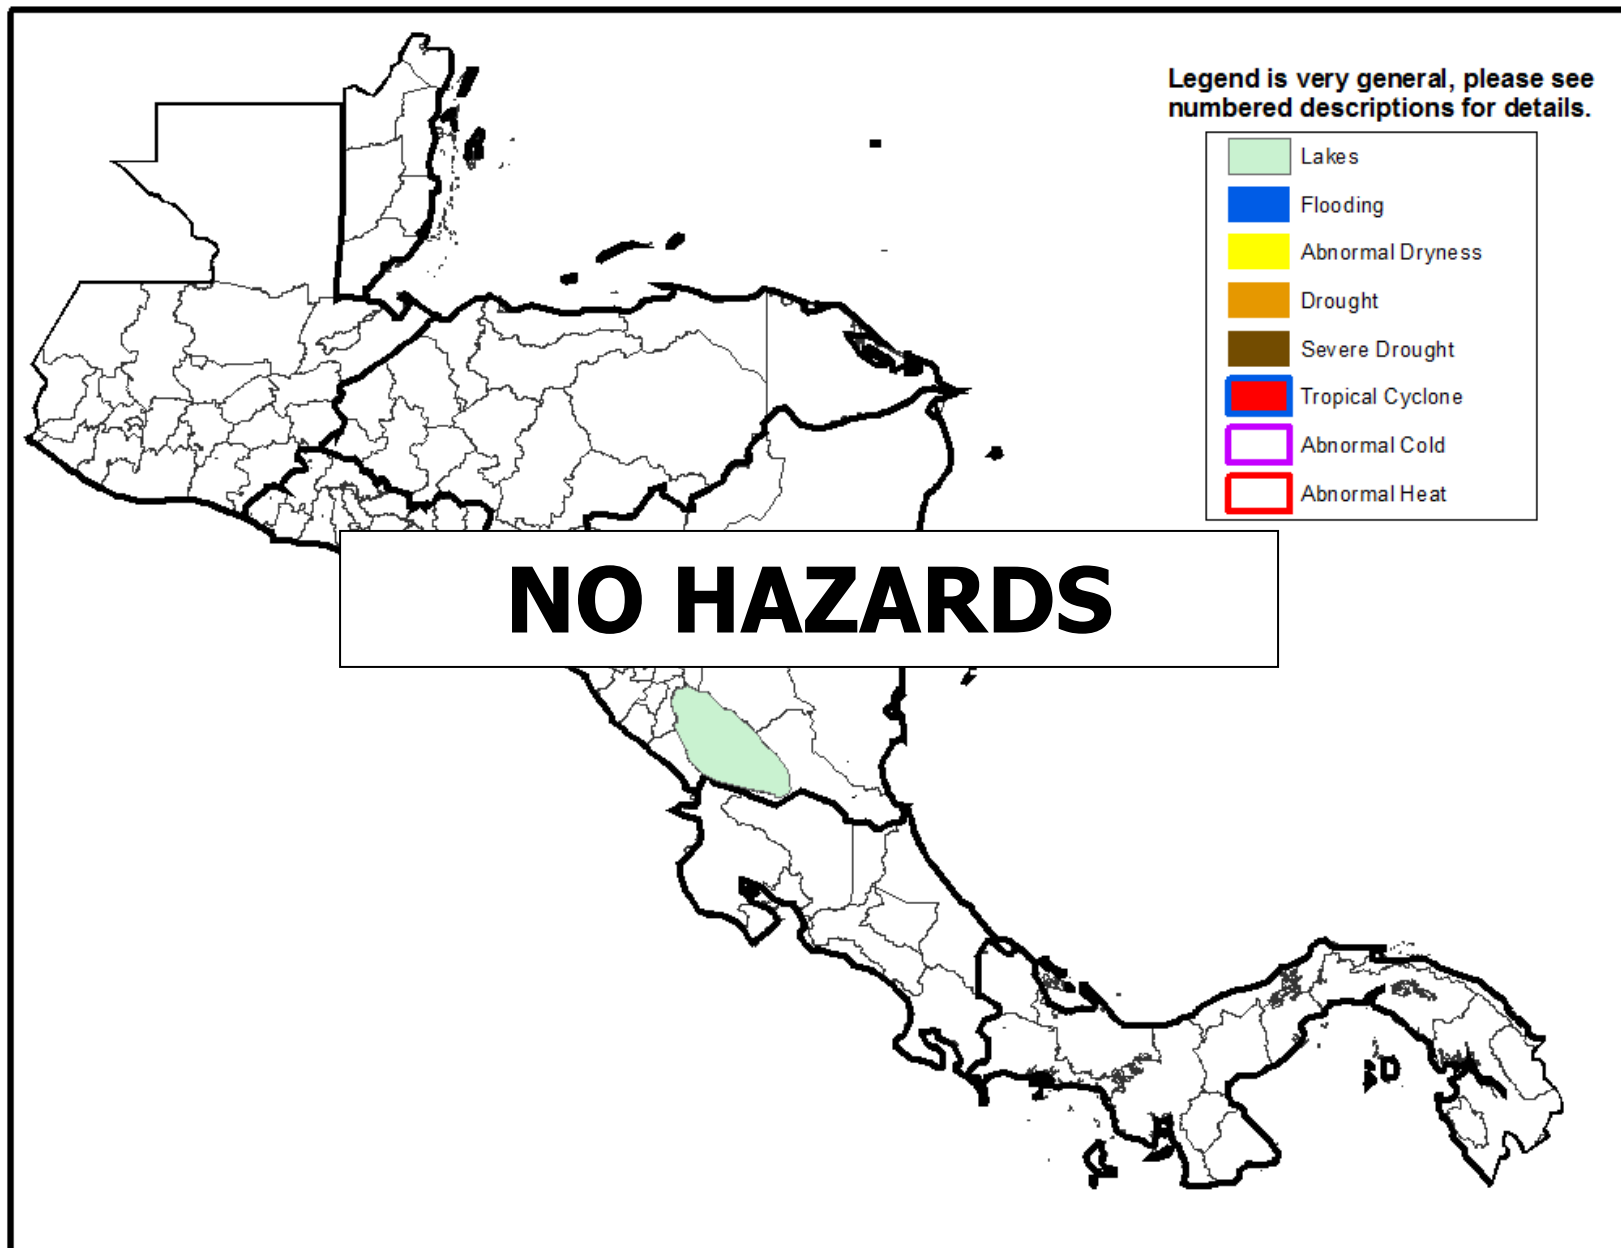 Legend is very general, please see
numbered descriptions for details.
Lakes
Flooding
Abnormal Dryness
Drought
Severe Drought
Tropical Cyclone
Abnormal Cold
Abnormal Heat
NO HAZARDS